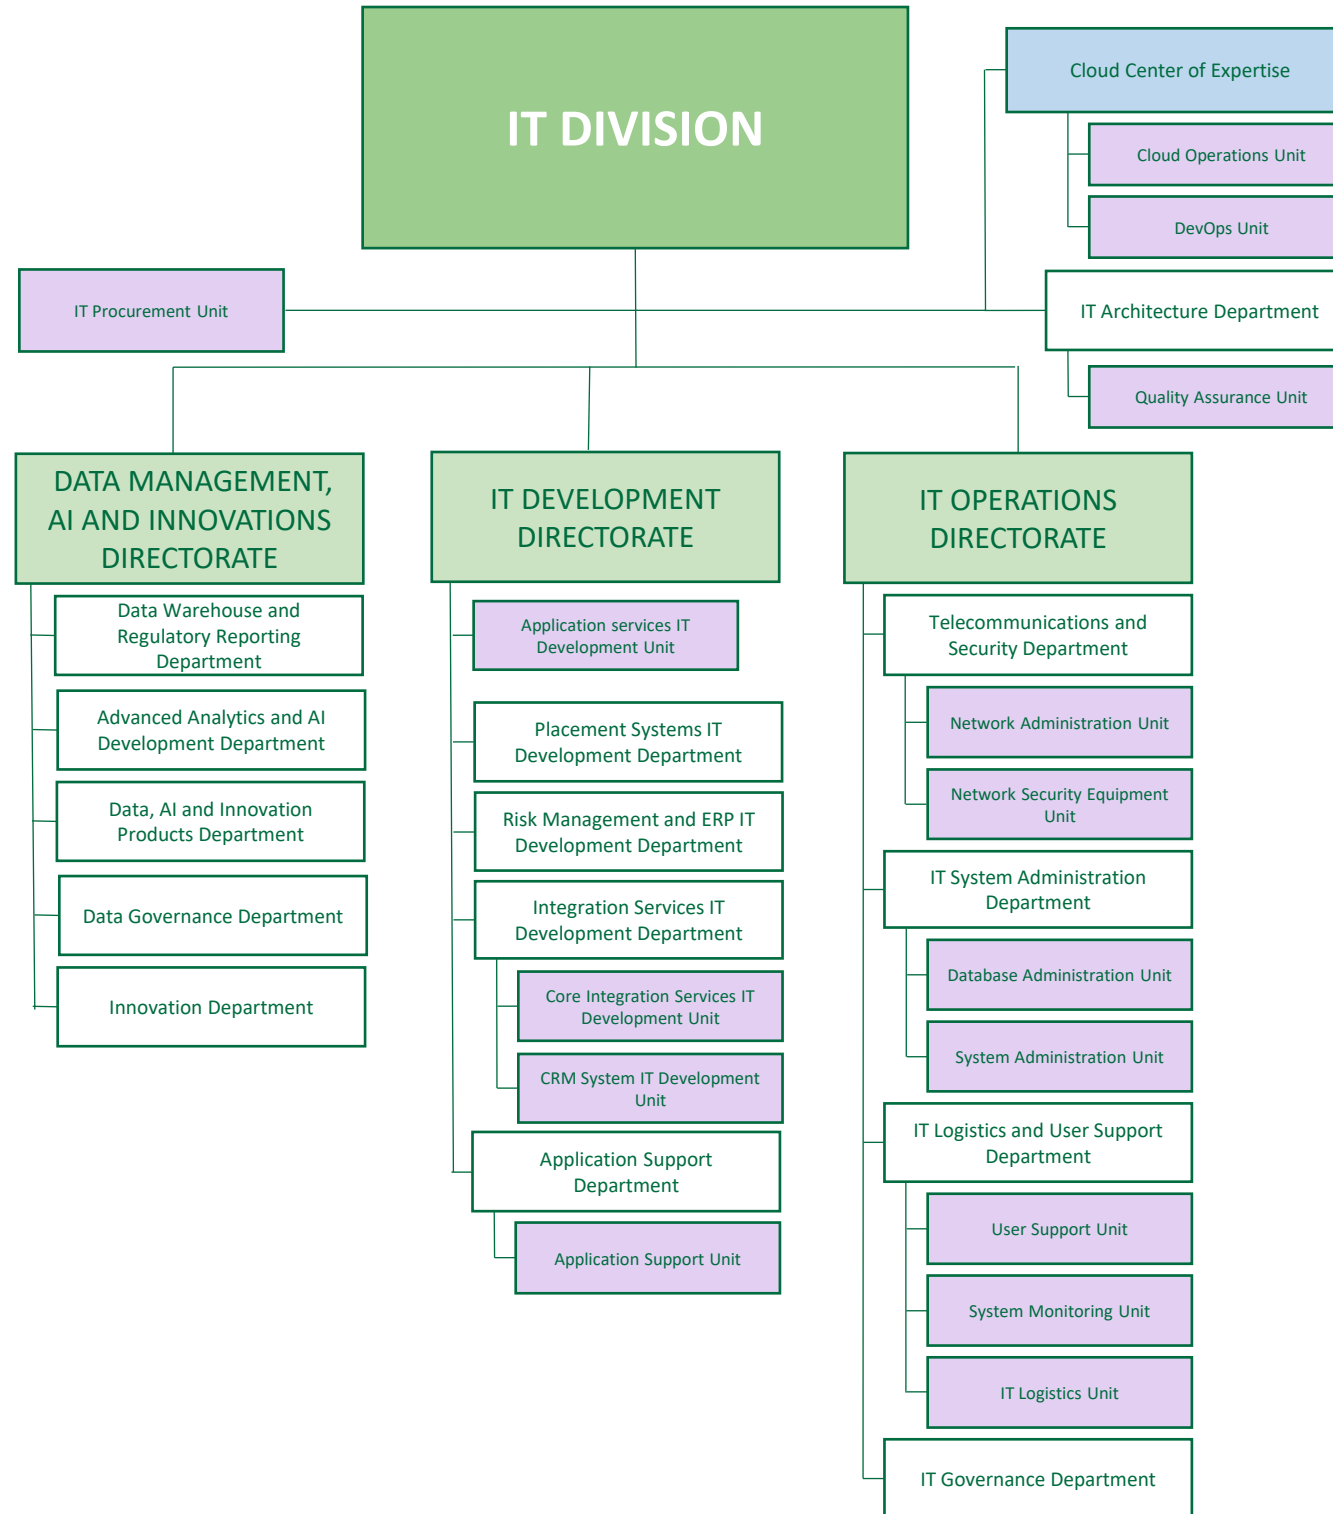 IT DIVISION
Cloud Center of Expertise
Cloud Operations Unit
DevOps Unit
IT Procurement Unit
IT Architecture Department
Quality Assurance Unit
DATA MANAGEMENT,
AI AND INNOVATIONS
DIRECTORATE
Data Warehouse and
Regulatory Reporting
Department
Advanced Analytics and AI
Development Department
Data, AI and Innovation
Products Department
Data Governance Department
Innovation Department
IT DEVELOPMENT
DIRECTORATE
Application services IT
Development Unit
Placement Systems IT
Development Department
Risk Management and ERP IT
Development Department
Integration Services IT
Development Department
Core Integration Services IT
Development Unit
CRM System IT Development
Unit
Application Support
Department
Application Support Unit
IT OPERATIONS
DIRECTORATE
Telecommunications and
Security Department
Network Administration Unit
Network Security Equipment
Unit
IT System Administration
Department
Database Administration Unit
System Administration Unit
IT Logistics and User Support
Department
User Support Unit
System Monitoring Unit
IT Logistics Unit
IT Governance Department